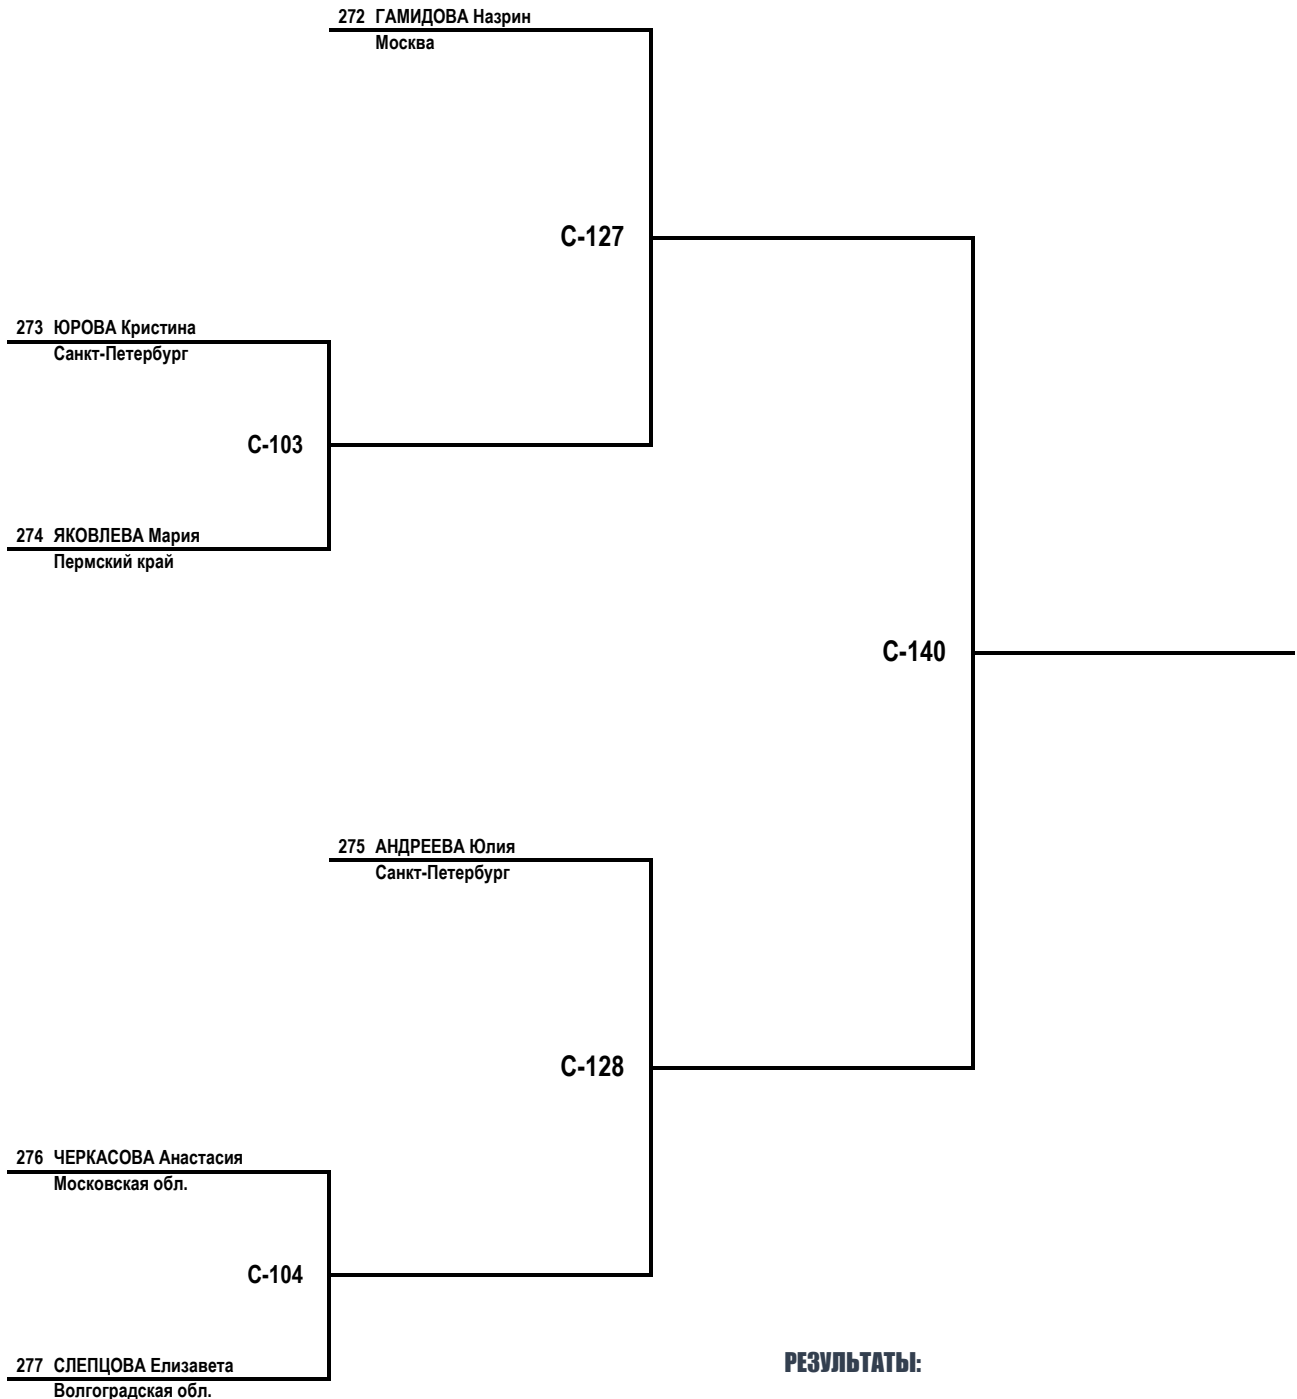 272 ГАМИДОВА Назрин
Москва
С-127
273 ЮРОВА Кристина
Санкт-Петербург
С-103
274 ЯКОВЛЕВА Мария
Пермский край
С-140
275 АНДРЕЕВА Юлия
Санкт-Петербург
С-128
276 ЧЕРКАСОВА Анастасия
Московская обл.
С-104
277 СЛЕПЦОВА Елизавета
Волгоградская обл.
РЕЗУЛЬТАТЫ: